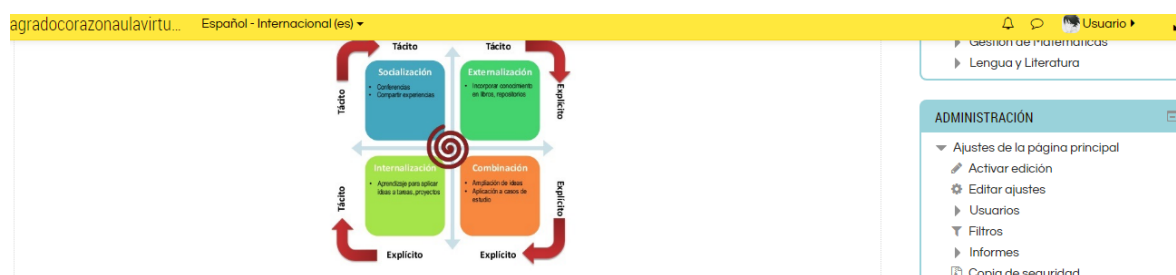 agradocorazonaulavirtu... Español - Internacional (es) Usuario
Tácito Tácito
Tácito
Socialización
• Conferencias
• Compartir experiencias
Externalización
• Incorporar conocimiento
en libros, repositorios
Explícito
Tácito
Internalización
• Aprendizaje para aplicar
ideas a tareas, proyectos
Combinación
• Ampliación de ideas
• Aplicación a casos de
estudio
Explícito
Explícito Explícito
Gestión de Matemáticas
Lengua y Literatura
ADMINISTRACIÓN
Ajustes de la página principal
Activar edición
Editar ajustes
Usuarios
Filtros
Informes
Copia de seguridad